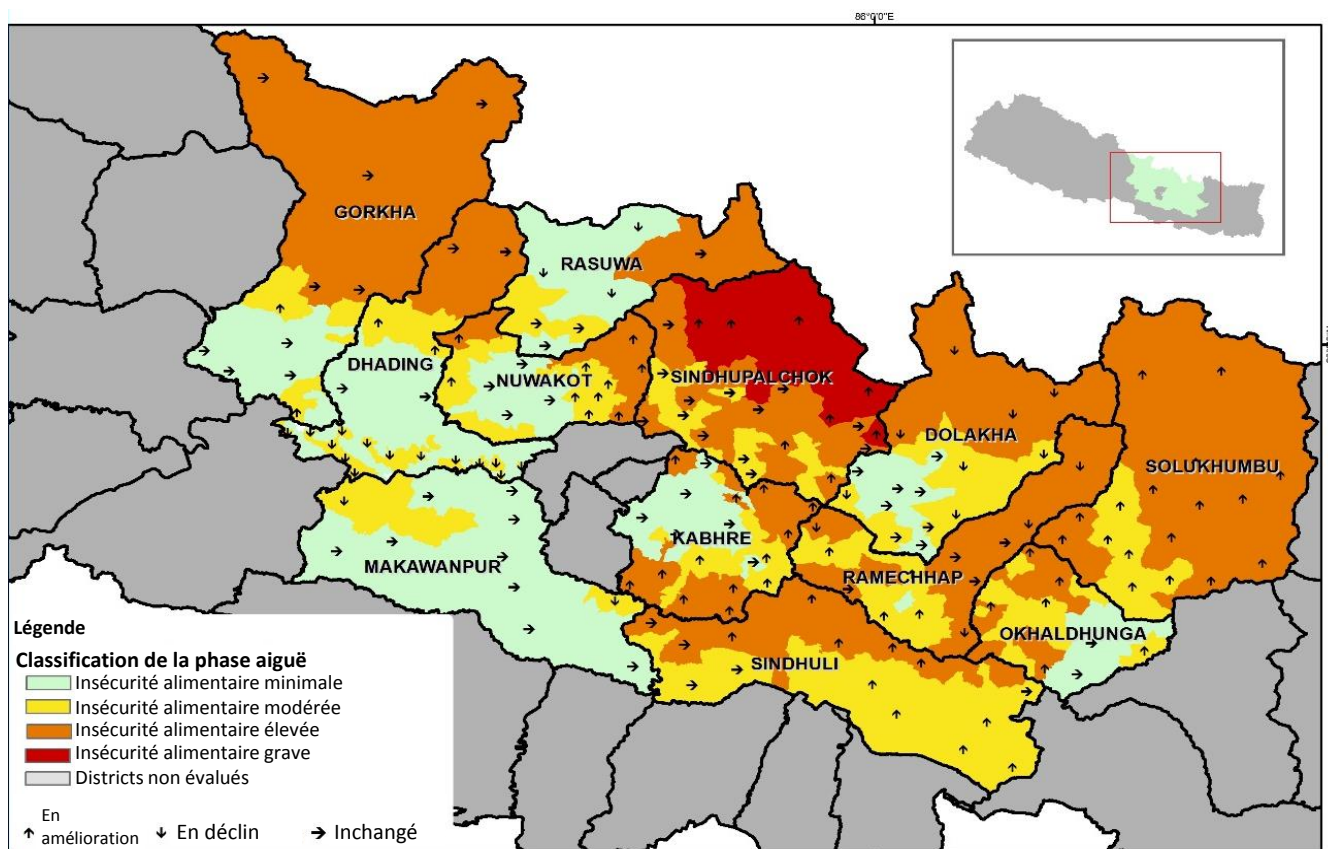 86°0'0"E
GORKHA
RASUWA
DHADING
NUWAKOT
SINDHUPALCHOK
DOLAKHA
SOLUKHUMBU
KABHRE
MAKAWANPUR
RAMECHHAP
OKHALDHUNGA
SINDHULI
Légende
Classification de la phase aiguë
Insécurité alimentaire minimale
Insécurité alimentaire modérée
Insécurité alimentaire élevée
Insécurité alimentaire grave
Districts non évalués
En
amélioration
En déclin
Inchangé